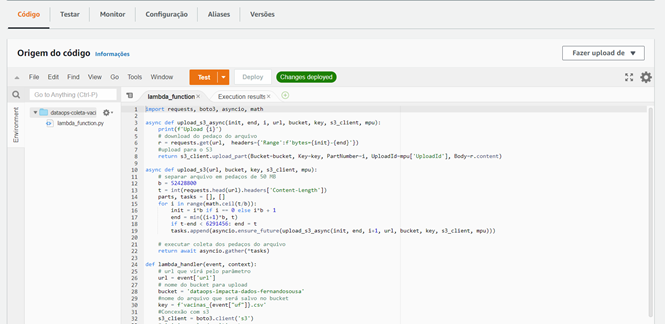 Código Testar Monitor Configuração Aliases Versões
Origem do código Informações
Fazer upload de
File Edit Find View Go Tools Window Test Deploy Changes deployed
Go to Anything (Ctrl-P)
lambda_function Execution results
Environment
dataops-coleta-vaci
lambda_function.py
1 import requests, boto3, asyncio, math
2
3 async def upload_s3_async(init, end, i, url, bucket, key, s3_client, mpu):
4 print(f'Upload {i}')
5 # download do pedaço do arquivo
6 r = requests.get(url, headers={'Range':f'bytes={init}-{end}'})
7 #upload para o S3
8 return s3_client.upload_part(Bucket=bucket, Key=key, PartNumber=i, UploadId=mpu['UploadId'], Body=r.content)
9
10 async def upload_s3(url, bucket, key, s3_client, mpu):
11 # separar arquivo em pedaços de 50 MB
12 b = 52428800
13 t = int(requests.head(url).headers['Content-Length'])
14 parts, tasks = [], []
15 for i in range(math.ceil(t/b)):
16 init = i*b if i == 0 else i*b + 1
17 end = min((i+1)*b, t)
18 if t-end < 6291456: end = t
19 tasks.append(asyncio.ensure_future(upload_s3_async(init, end, i+1, url, bucket, key, s3_client, mpu)))
20
21 # executar coleta dos pedaços do arquivo
22 return await asyncio.gather(*tasks)
23
24 def lambda_handler(event, context):
25 # url que virá pelo parâmetro
26 url = event['url']
27 # nome do bucket para upload
28 bucket = 'dataops-impacta-dados-fernandosousa'
29 #nome do arquivo que será salvo no bucket
30 key = f'vacinas_{event["uf"]}.csv'
31 #Conexão com s3
32 s3_client = boto3.client('s3')